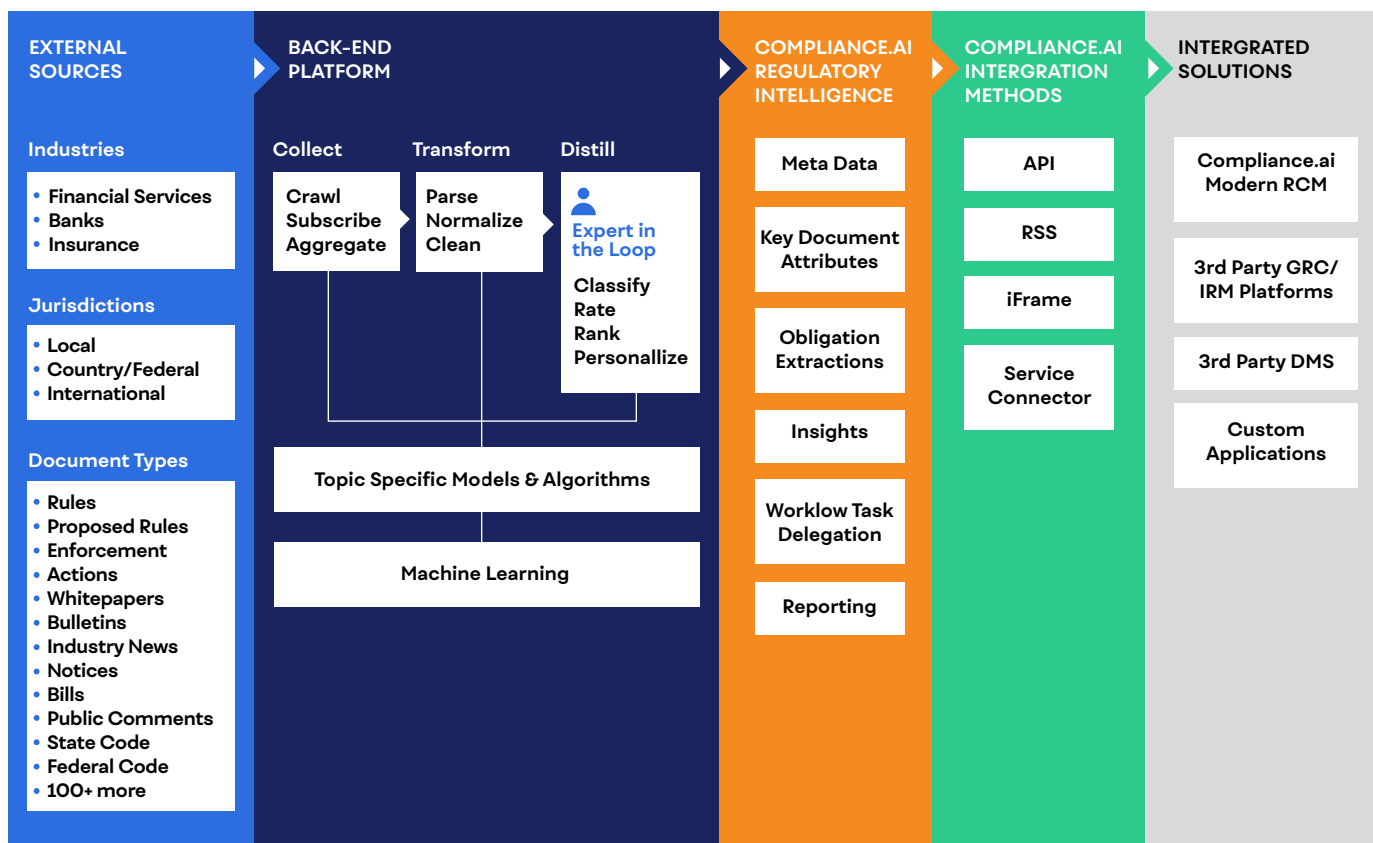 EXTERNAL
SOURCES
Industries
• Financial Services
• Banks
• Insurance
Jurisdictions
• Local
• Country/Federal
• International
Document Types
• Rules
• Proposed Rules
• Enforcement
• Actions
• Whitepapers
• Bulletins
• Industry News
• Notices
• Bills
• Public Comments
• State Code
• Federal Code
• 100+ more
BACK-END
PLATFORM
Collect
Crawl
Subscribe
Aggregate
Transform
Parse
Normalize
Clean
Distill
Expert in
the Loop
Classify
Rate
Rank
Personallize
Topic Specific Models & Algorithms
Machine Learning
COMPLIANCE.AI
REGULATORY
INTELLIGENCE
Meta Data
Key Document
Attributes
Obligation
Extractions
Insights
Worklow Task
Delegation
Reporting
COMPLIANCE.AI
INTERGRATION
METHODS
API
RSS
iFrame
Service
Connector
INTERGRATED
SOLUTIONS
Compliance.ai
Modern RCM
3rd Party GRC/
IRM Platforms
3rd Party DMS
Custom
Applications